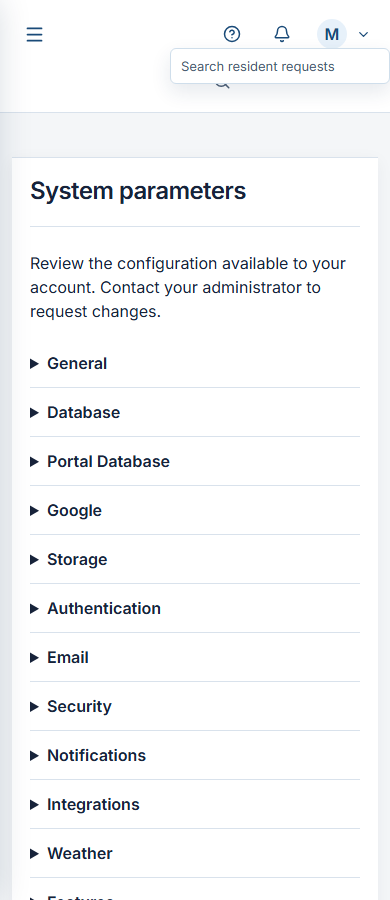 M
Search resident requests
System parameters
Review the configuration available to your
account. Contact your administrator to
request changes.
General
Database
Portal Database
Google
Storage
Authentication
Email
Security
Notifications
Integrations
Weather